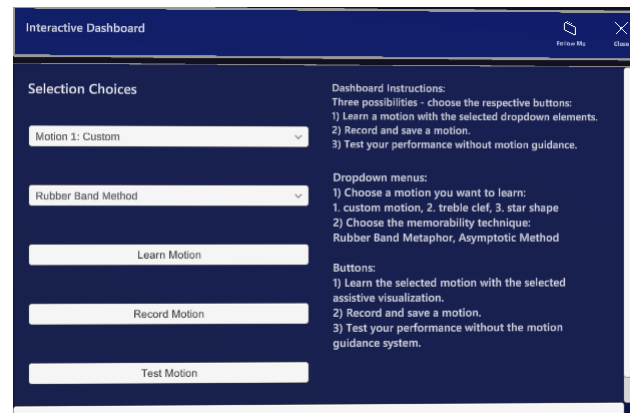 Interactive Dashboard
Follow Me
Close
Selection Choices
Motion 1: Custom
Rubber Band Method
Learn Motion
Record Motion
Test Motion
Dashboard Instructions:
Three possibilities - choose the respective buttons:
1) Learn a motion with the selected dropdown elements.
2) Record and save a motion.
3) Test your performance without motion guidance.
Dropdown menus:
1) Choose a motion you want to learn:
1. custom motion, 2. treble clef, 3. star shape
2) Choose the memorability technique:
Rubber Band Metaphor, Asymptotic Method
Buttons:
1) Learn the selected motion with the selected
assistive visualization.
2) Record and save a motion.
3) Test your performance without the motion
guidance system.